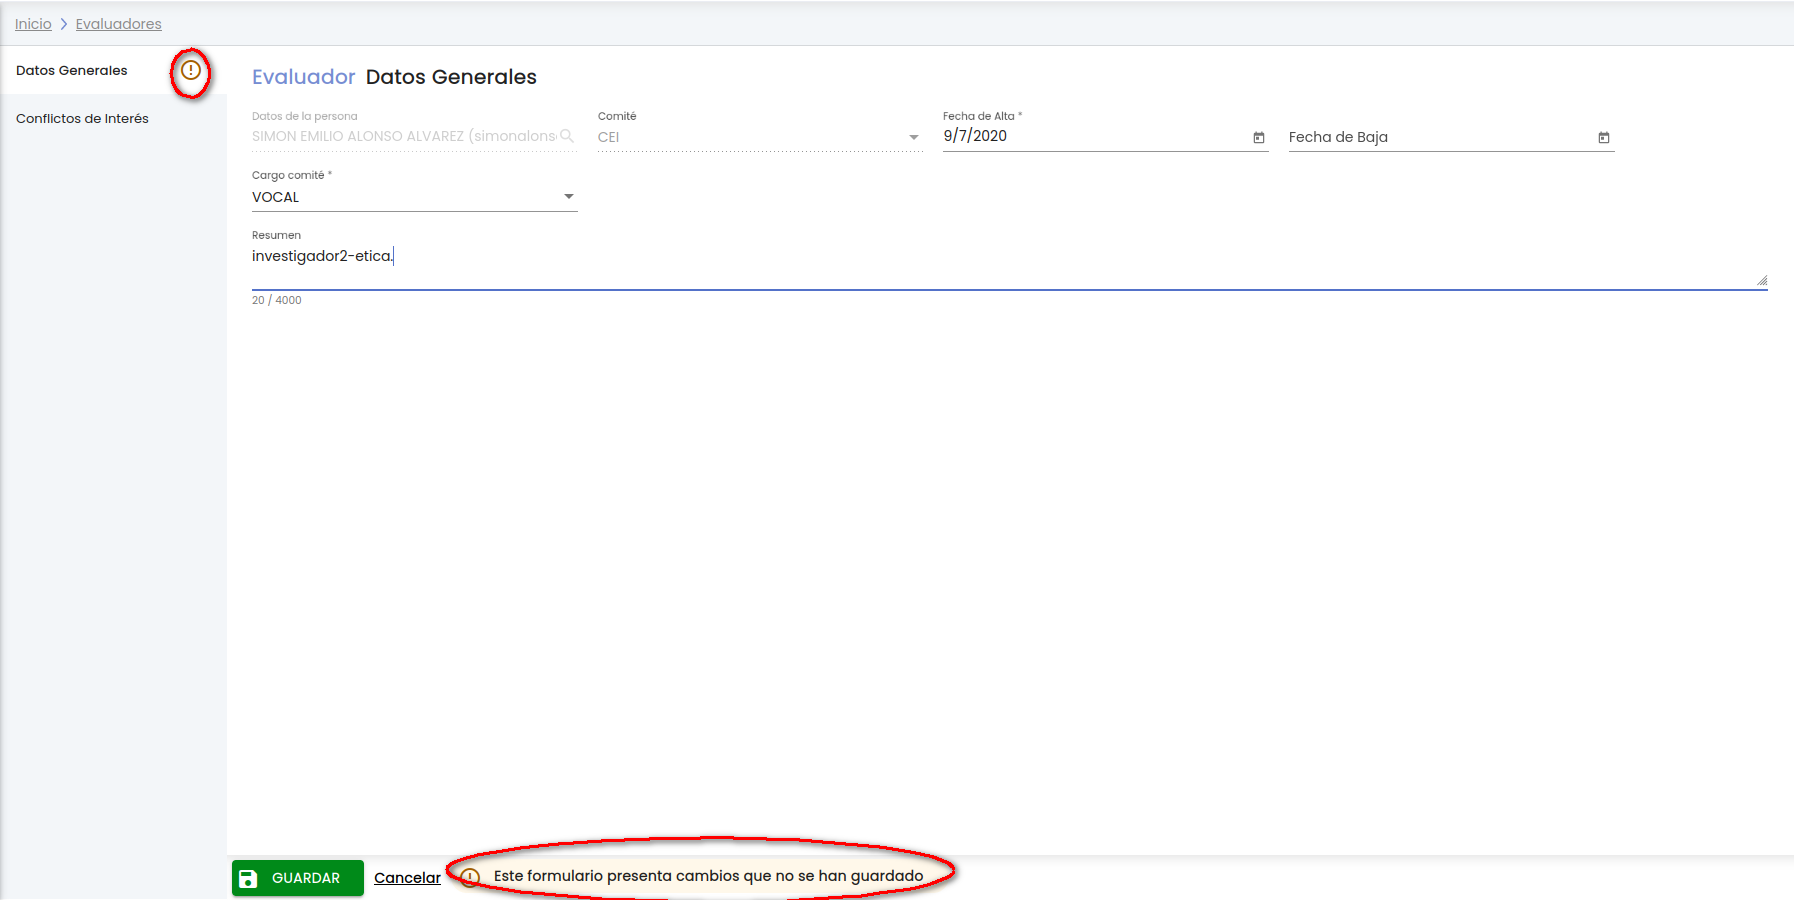 Inicio > Evaluadores
Datos Generales
Conflictos de Interés
Evaluador Datos Generales
Datos de la persona
SIMON EMILIO ALONSO ALVAREZ (simonalons
Comité
CEI
Fecha de Alta *
9/7/2020
Fecha de Baja
Cargo comité *
VOCAL
Resumen
investigador2-etica.
20 / 4000
GUARDAR Cancelar Este formulario presenta cambios que no se han guardado